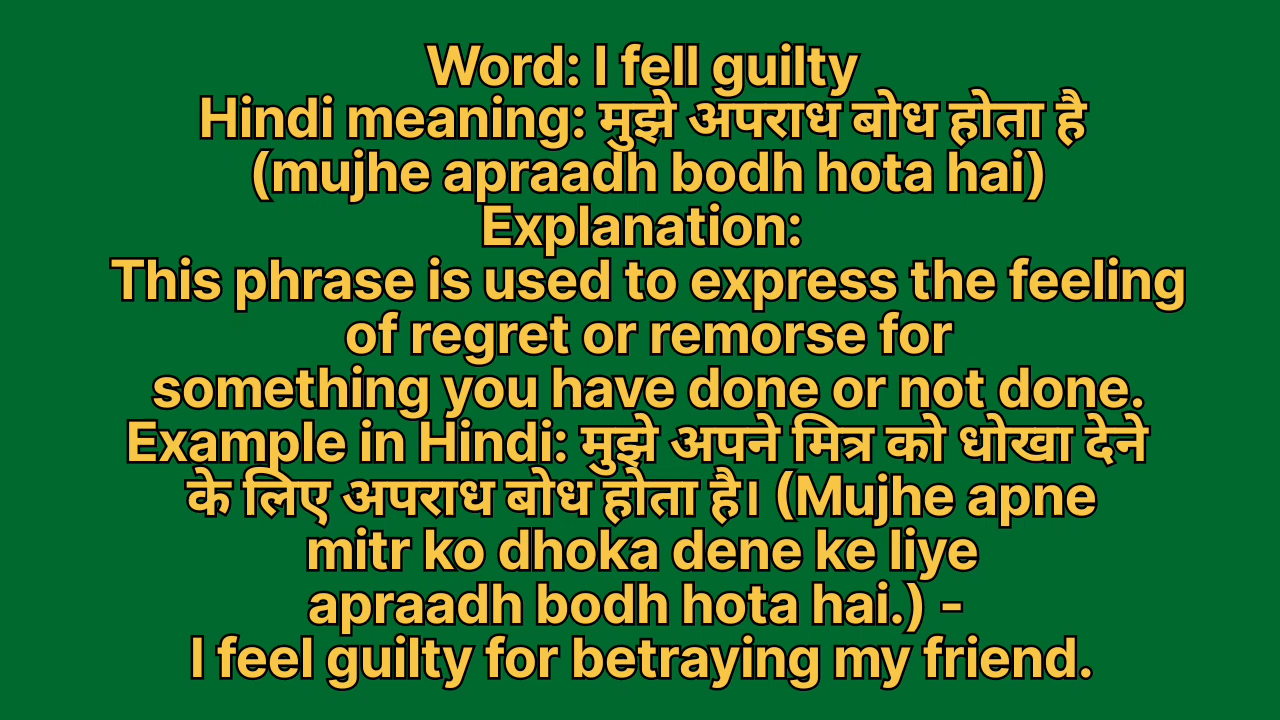 Word: I fell guilty
Hindi meaning: मुझे अपराध बोध होता है
(mujhe apraadh bodh hota hai)
Explanation:
This phrase is used to express the feeling
of regret or remorse for
something you have done or not done.
Example in Hindi: मुझे अपने मित्र को धोखा देने
के लिए अपराध बोध होता है। (Mujhe apne
mitr ko dhoka dene ke liye
apraadh bodh hota hai.) -
I feel guilty for betraying my friend.